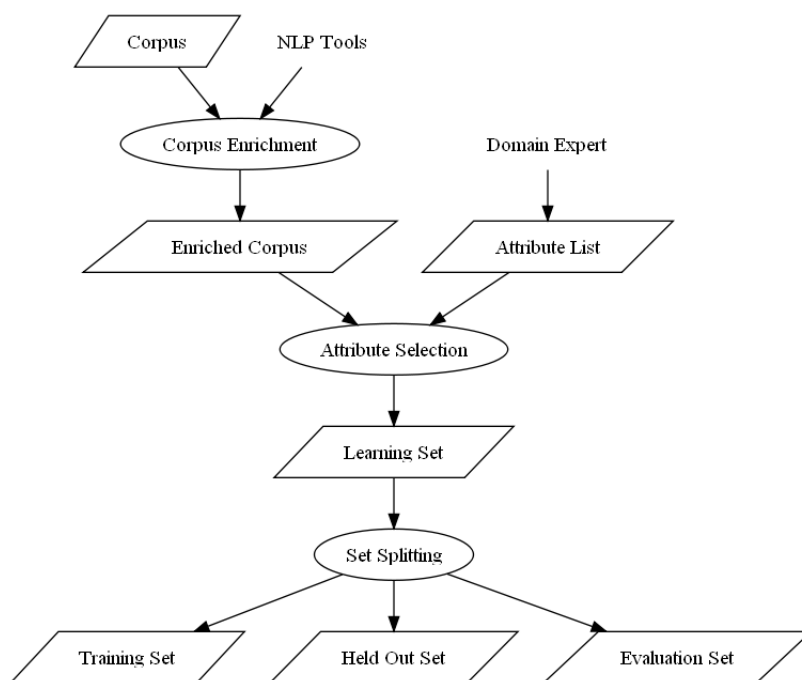 Corpus
NLP Tools
Corpus Enrichment
Domain Expert
Enriched Corpus
Attribute List
Attribute Selection
Learning Set
Set Splitting
Training Set
Held Out Set
Evaluation Set